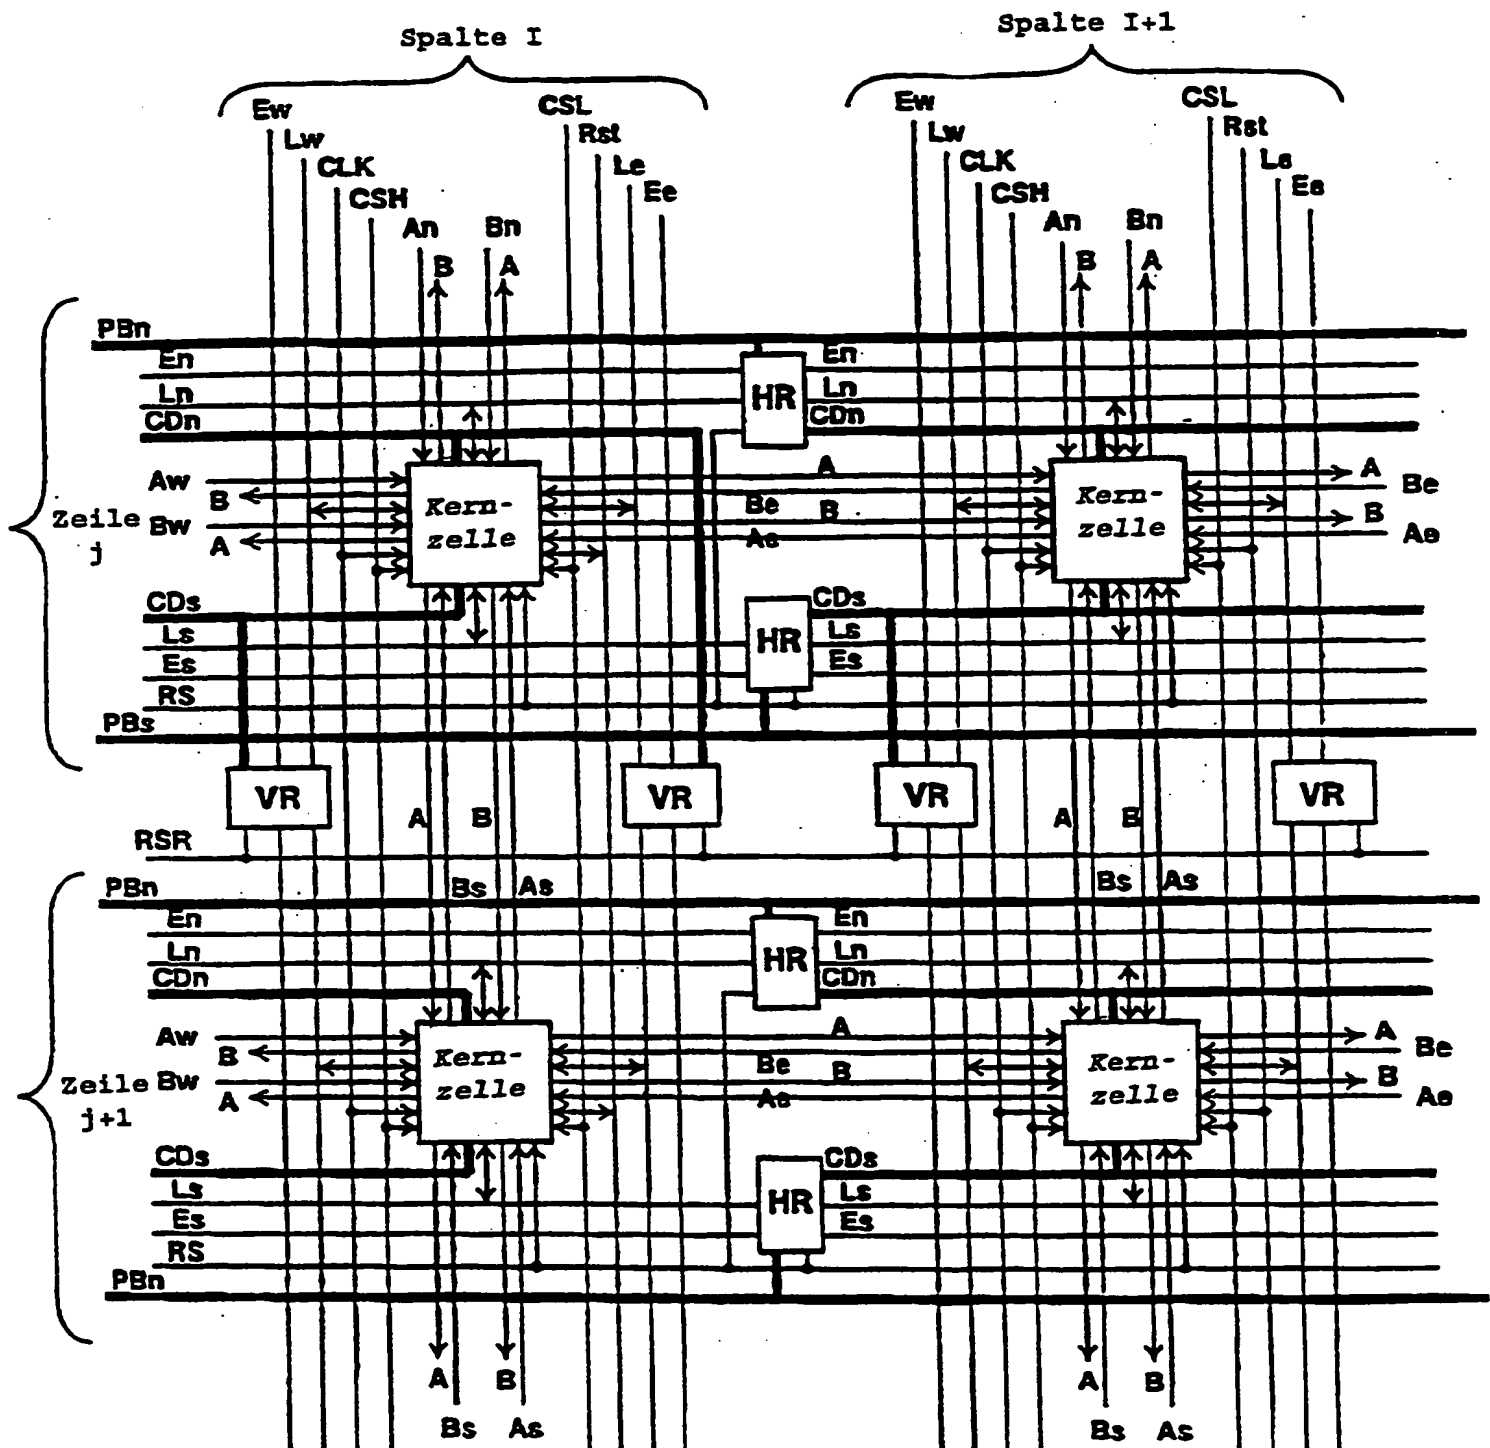 Spalte I
Spalte I+1
Ew
CSL
Ew
CSL
Lw
Rst
Lw
Rst
CLK
Le
CLK
Le
CSH
Ee
CSH
Ee
An
Bn
An
Bn
B
A
B
A
PBn
En
HR
En
Ln
Ln
CDn
CDn
Zeile
j
Aw
B
Bw
A
Kern-
zelle
A
Be
B
Ae
Kern-
zelle
A
Be
B
Ae
CDs
HR
CDs
Ls
Ls
Es
Es
RS
PBs
VR
A
B
VR
VR
A
B
VR
RSR
PBn
Bs
As
Bs
As
En
HR
En
Ln
Ln
CDn
CDn
Zeile
j+1
Aw
B
Bw
A
Kern-
zelle
A
Be
B
Ae
Kern-
zelle
A
Be
B
Ae
CDs
HR
CDs
Ls
Ls
Es
Es
RS
PBn
A
B
A
B
Bs
As
Bs
As